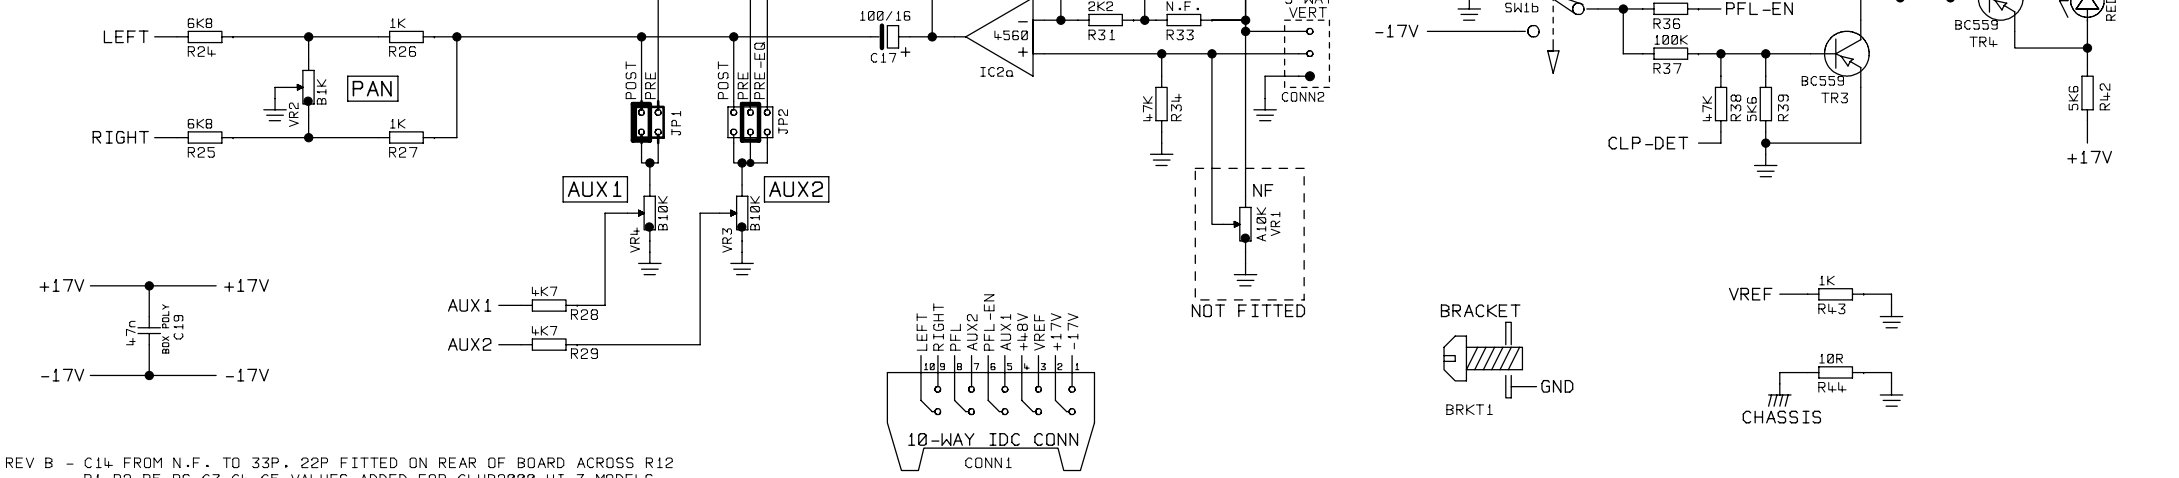 LEFT
6K8
R24
1K
R26
PAN
B1K
VR2
RIGHT
6K8
R25
1K
R27
POST
PRE
JP1
POST
PRE
PRE-EQ
JP2
AUX1
AUX2
B10K
VR4
B10K
VR3
AUX1
4K7
R28
AUX2
4K7
R29
100/16
C17
+
4560
-
+
IC2a
2K2
R31
N.F.
R33
VERT
CONN2
47K
R34
NF
A10K
VR1
NOT FITTED
-17V
SW1b
R36
PFL-EN
100K
R37
47K
R38
5K6
R39
CLP-DET
BC559
TR3
BC559
TR4
RED
5K6
R42
+17V
+17V
+17V
47n
BOX POLY
C19
-17V
-17V
LEFT
RIGHT
PFL
AUX2
PFL-EN
AUX1
+48V
VREF
+17V
-17V
10 9 8 7 6 5 4 3 2 1
10-WAY IDC CONN
CONN1
BRACKET
GND
BRKT1
VREF
1K
R43
10R
R44
CHASSIS
REV B - C14 FROM N.F. TO 33P. 22P FITTED ON REAR OF BOARD ACROSS R12